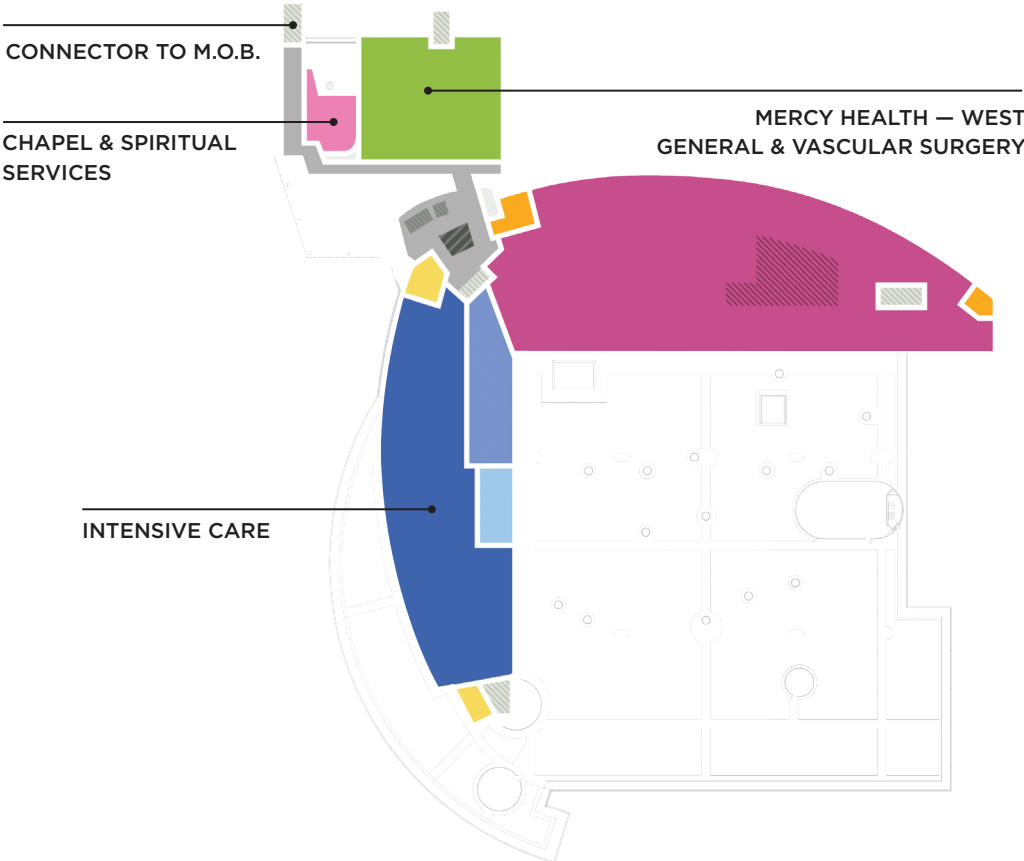 CONNECTOR TO M.O.B.
CHAPEL & SPIRITUAL
SERVICES
MERCY HEALTH — WEST
GENERAL & VASCULAR SURGERY
INTENSIVE CARE